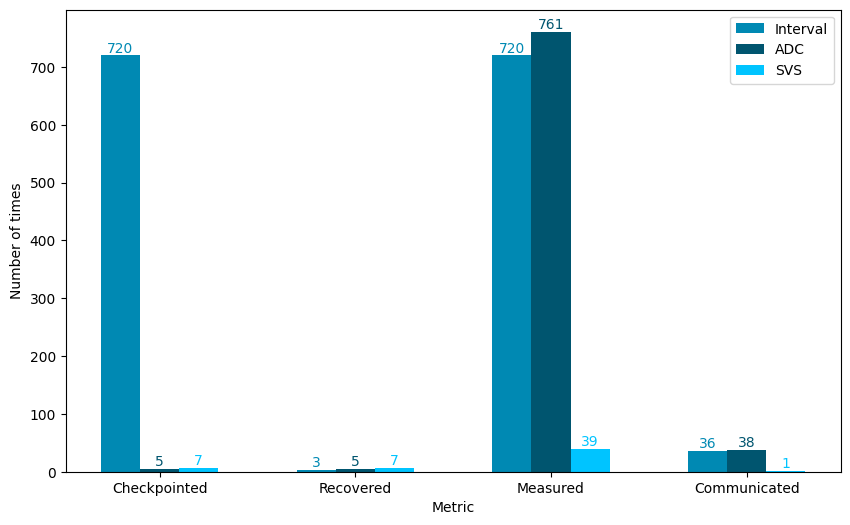 720
720
761
Interval
ADC
SVS
700
600
500
400
300
200
100
0
Number of times
5
7
3
5
7
39
36
38
1
Checkpointed
Recovered
Measured
Communicated
Metric